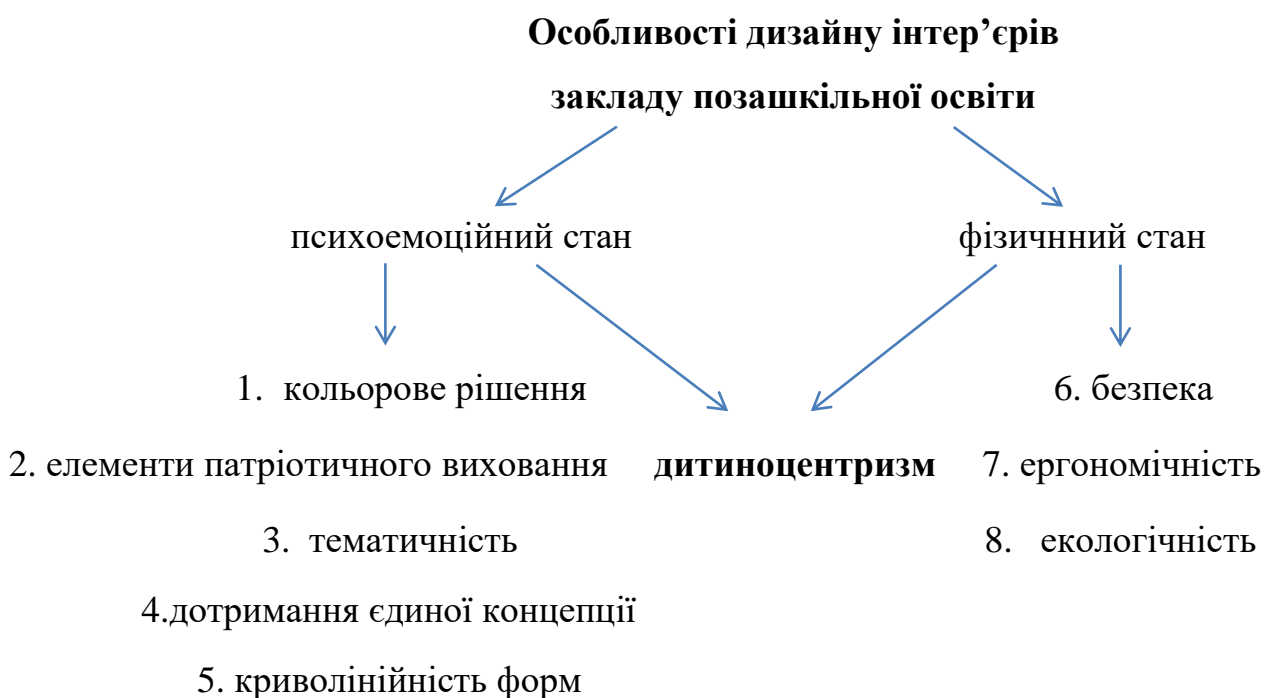 Особливості дизайну інтер’єрів
закладу позашкільної освіти
психоемоційний стан
фізичнний стан
1. кольорове рішення
6. безпека
2. елементи патріотичного виховання
дитиноцентризм
7. ергономічність
3. тематичність
8. екологічність
4.дотримання єдиної концепції
5. криволінійність форм